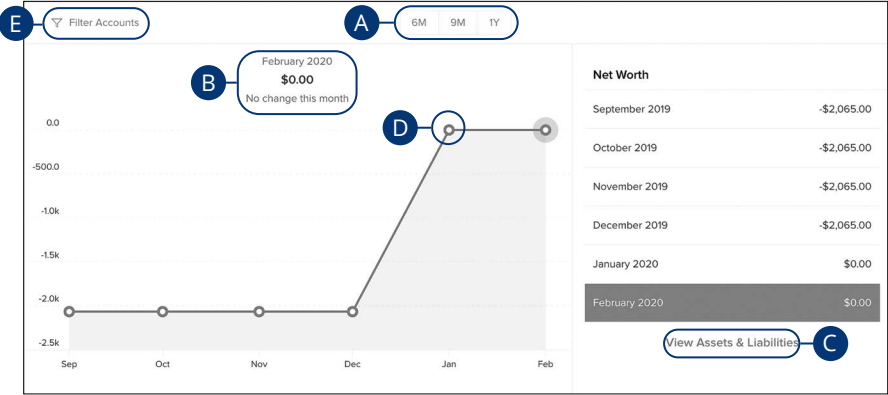 E
Filter Accounts
A
6M 9M 1Y
B
February 2020
$0.00
No change this month
D
0.0
-500.0
-1.0k
-1.5k
-2.0k
-2.5k
Sep Oct Nov Dec Jan Feb
Net Worth
September 2019 -$2,065.00
October 2019 -$2,065.00
November 2019 -$2,065.00
December 2019 -$2,065.00
January 2020 $0.00
February 2020 $0.00
View Assets & Liabilities
C